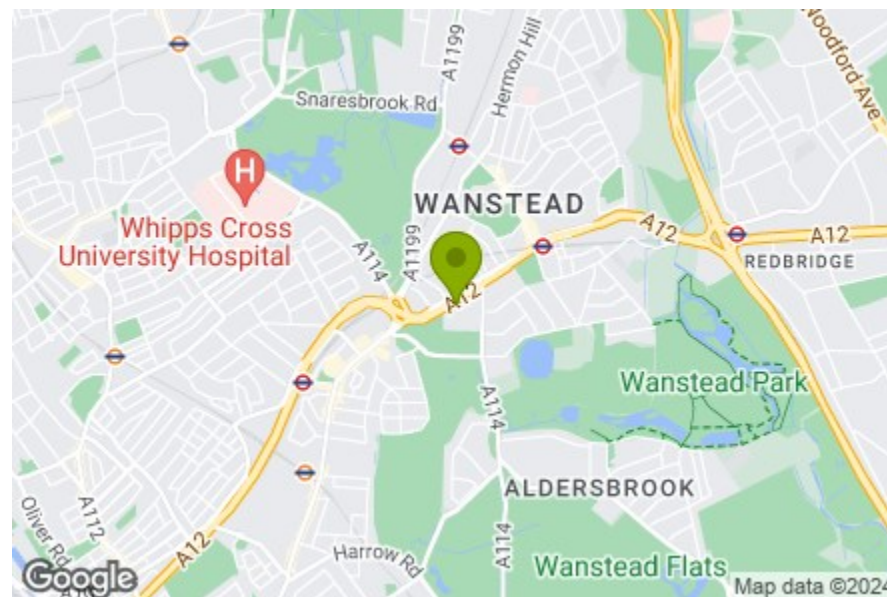 A1199
Hermon Hill
Woodford Ave
Snaresbrook Rd
H
WANSTEAD
Whipps Cross
University Hospital
A114
A1199
A12
A12
A12
REDBRIDGE
Wanstead Park
A114
ALDERSBROOK
A112
Oliver Rd
A12
Harrow Rd
A114
Wanstead Flats
Google
Map data ©2024